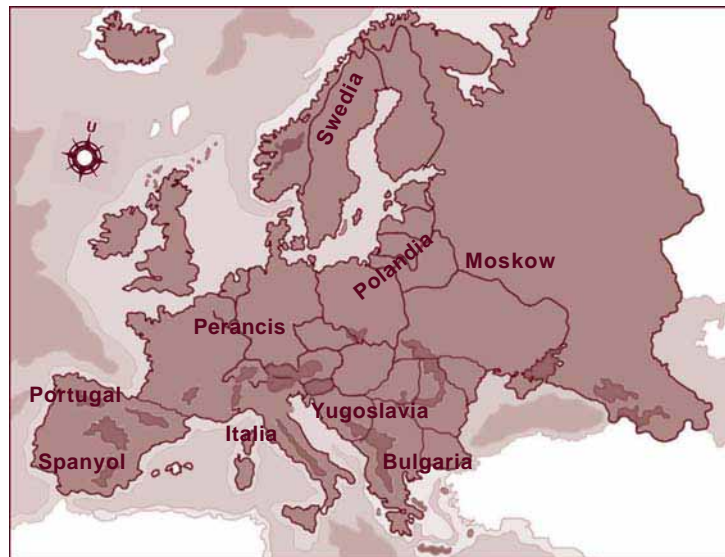 U
Swedia
Polandia
Moskow
Perancis
Portugal
Yugoslavia
Italia
Spanyol
Bulgaria